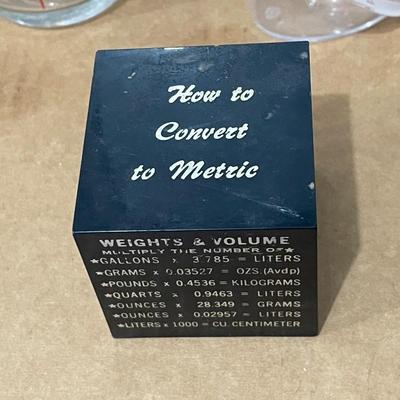 How to
Convert
to Metric
WEIGHTS & VOLUME
MULTIPLY THE NUMBER OF★
★GALLONS x 3.785 = LITERS
★GRAMS x 0.03527 = OZS.(Avdp)
★POUNDS x 0.4536 = KILOGRAMS
★QUARTS x 0.9463 = LITERS
★OUNCES x 28.349 = GRAMS
★OUNCES x 0.02957 = LITERS
★LITERS x 1000 = CU. CENTIMETER